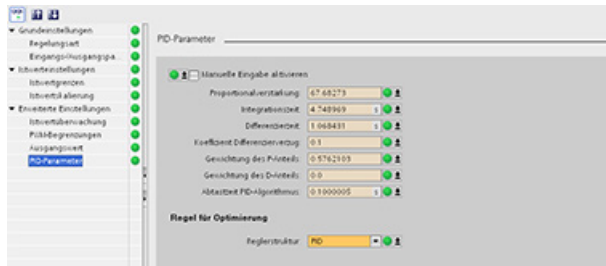 Grundeinstellungen
Regelungsart
Eingangs-/Ausgangspa...
Istwerteinstellungen
Istwertgrenzen
Istwertskalierung
Erweiterte Einstellungen
Istwertüberwachung
PWM-Begrenzungen
Ausgangswert
PID-Parameter
PID-Parameter
Manuelle Eingabe aktivieren
Proportionalverstärkung: 67.68273
Integrationszeit: 4.748969 s
Differenzierzeit: 1.068431 s
Koeffizient Differenzierverzug: 0.1
Gewichtung des P-Anteils: 0.5762103
Gewichtung des D-Anteils: 0.0
Abtastzeit PID-Algorithmus: 0.1000005 s
Regel für Optimierung
Reglerstruktur: PID